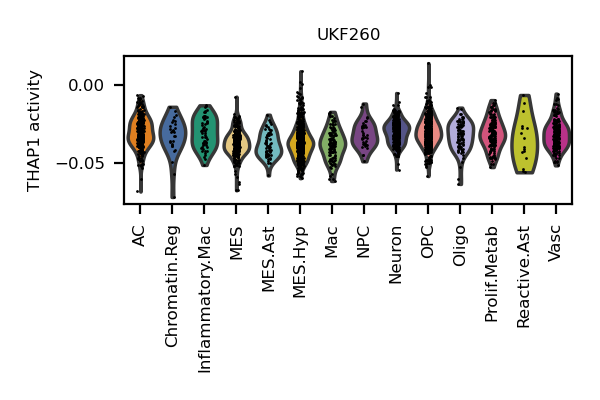 UKF260
THAP1 activity
0.00
−0.05
AC
Chromatin.Reg
Inflammatory.Mac
MES
MES.Ast
MES.Hyp
Mac
NPC
Neuron
OPC
Oligo
Prolif.Metab
Reactive.Ast
Vasc